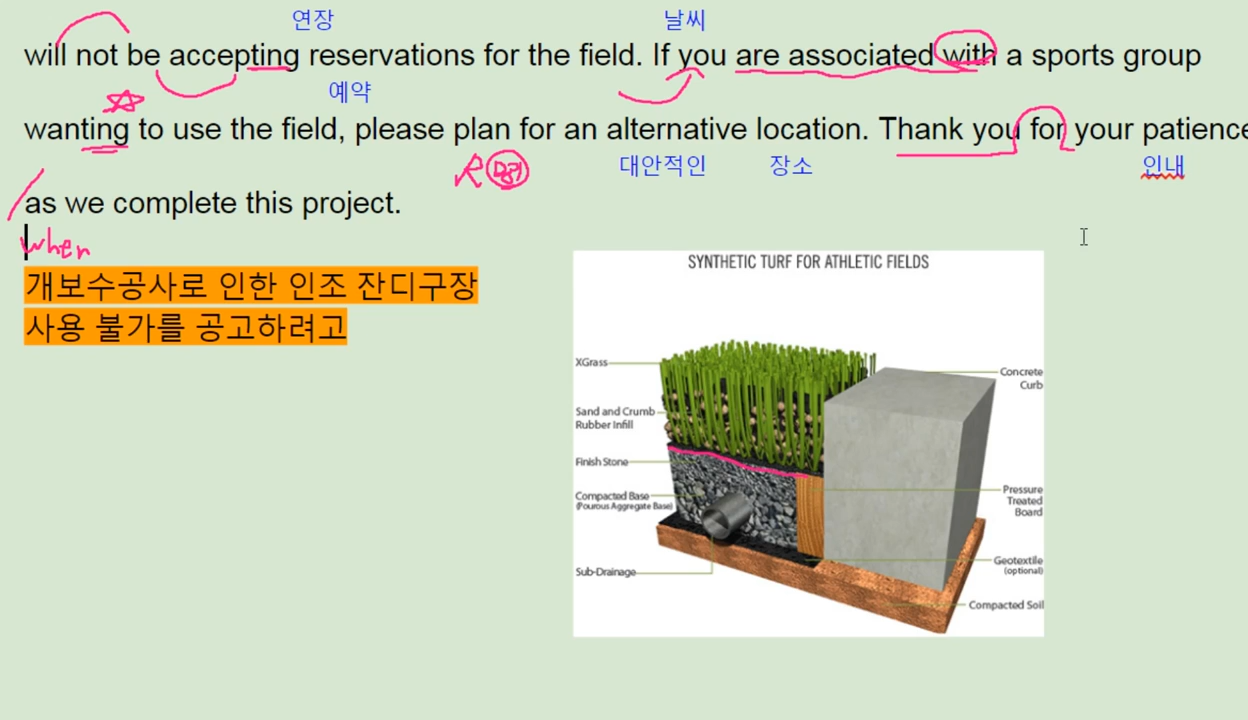 연장 날씨
will not be accepting reservations for the field. If you are associated with a sports group
예약
wanting to use the field, please plan for an alternative location. Thank you for your patience
대안적인 장소 인내
as we complete this project.
when
개보수공사로 인한 인조 잔디구장
사용 불가를 공고하려고
SYNTHETIC TURF FOR ATHLETIC FIELDS
XGrass
Concrete
Curb
Sand and Crumb
Rubber Infill
Finish Stone
Compacted Base
(Pourous Aggregate Base)
Pressure
Treated
Board
Sub-Drainage
Geotextile
(optional)
Compacted Soil